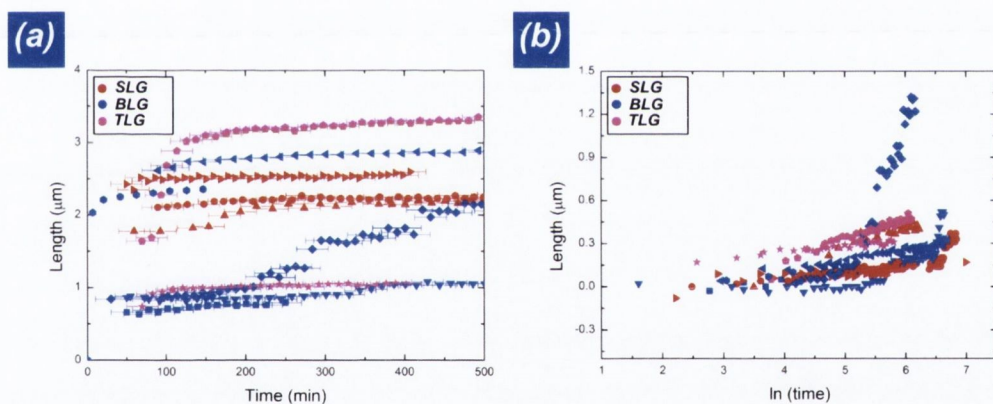 (a)
4
3
2
1
0
SLG
BLG
TLG
Length (μm)
0 100 200 300 400 500
Time (min)
(b)
1.5
1.2
0.9
0.6
0.3
0.0
-0.3
SLG
BLG
TLG
Length (μm)
1 2 3 4 5 6 7
ln (time)